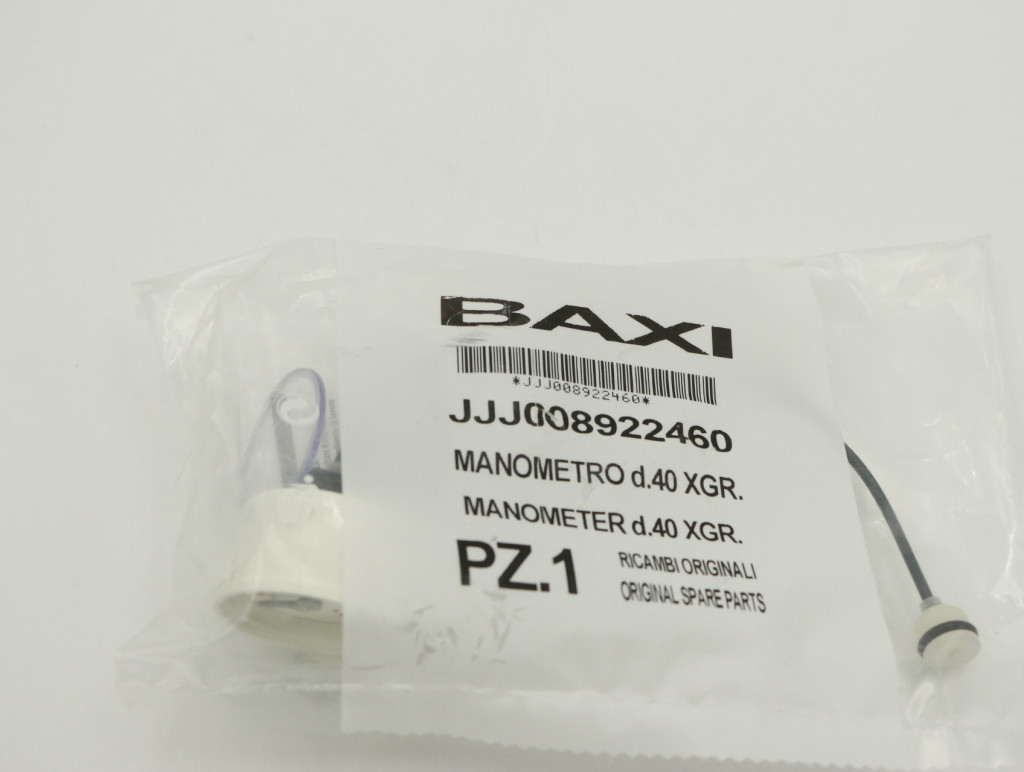 BAXI
*JJJ008922460*
JJJ008922460
MANOMETRO d.40 XGR.
MANOMETER d.40 XGR.
PZ.1
RICAMBI ORIGINALI
ORIGINAL SPARE PARTS